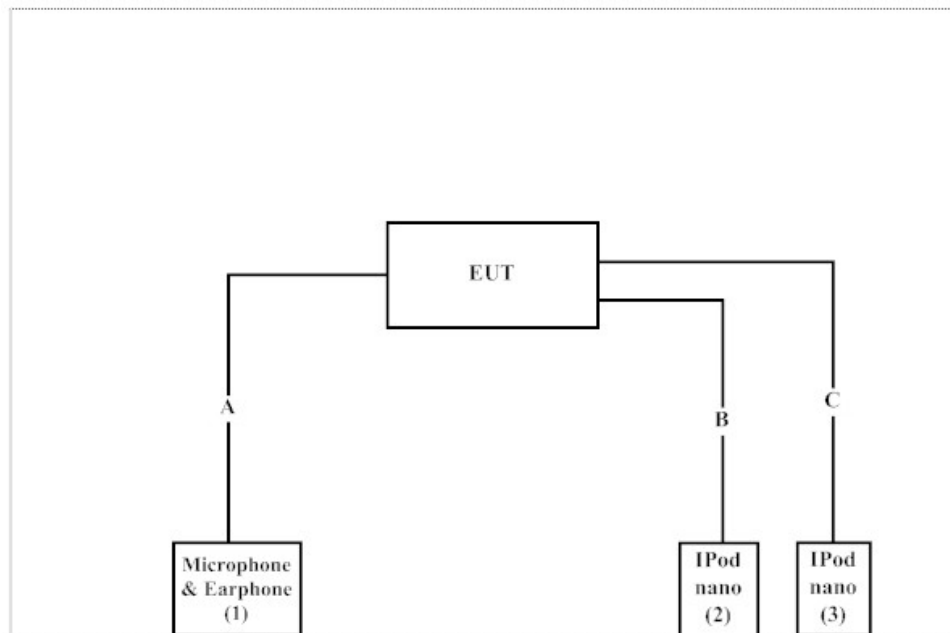 EUT
A
B
C
Microphone
& Earphone
(1)
IPod
nano
(2)
IPod
nano
(3)